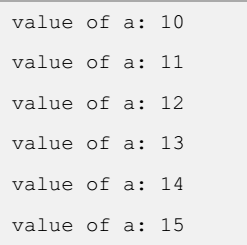 value of a: 10
value of a: 11
value of a: 12
value of a: 13
value of a: 14
value of a: 15